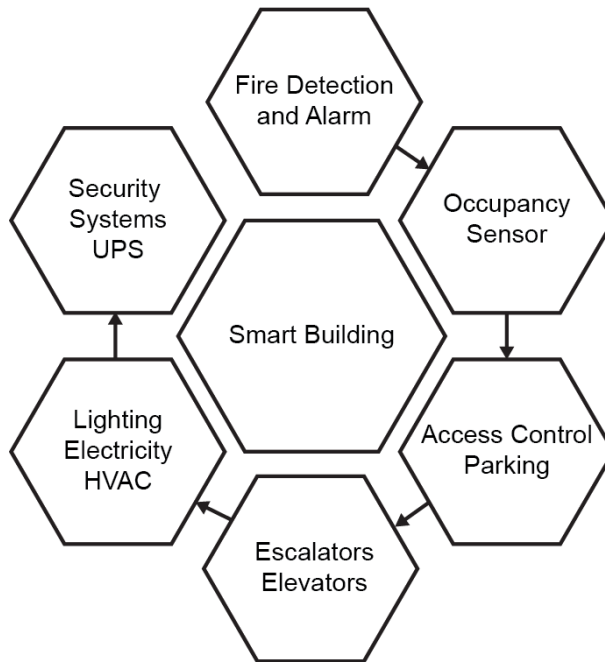 Fire Detection
and Alarm
Occupancy
Sensor
Access Control
Parking
Escalators
Elevators
Lighting
Electricity
HVAC
Security
Systems
UPS
Smart Building